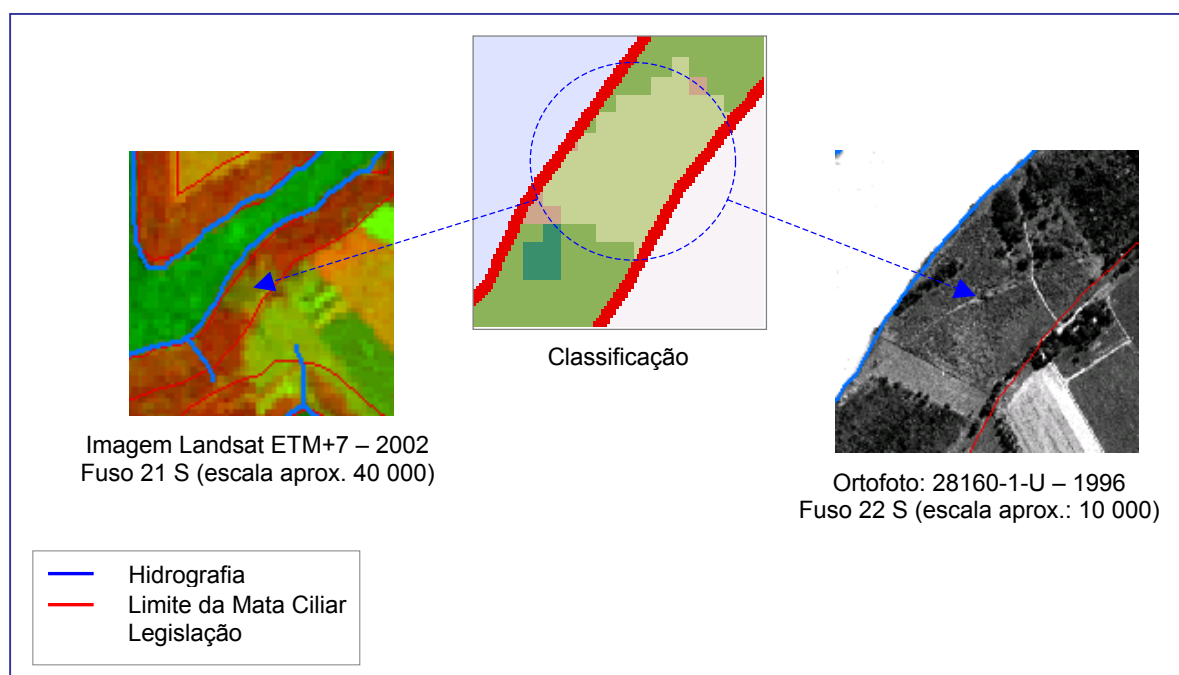 Classificação
Imagem Landsat ETM+7 – 2002
Fuso 21 S (escala aprox. 40 000)
Ortofoto: 28160-1-U – 1996
Fuso 22 S (escala aprox.: 10 000)
Hidrografia
Limite da Mata Ciliar
Legislação